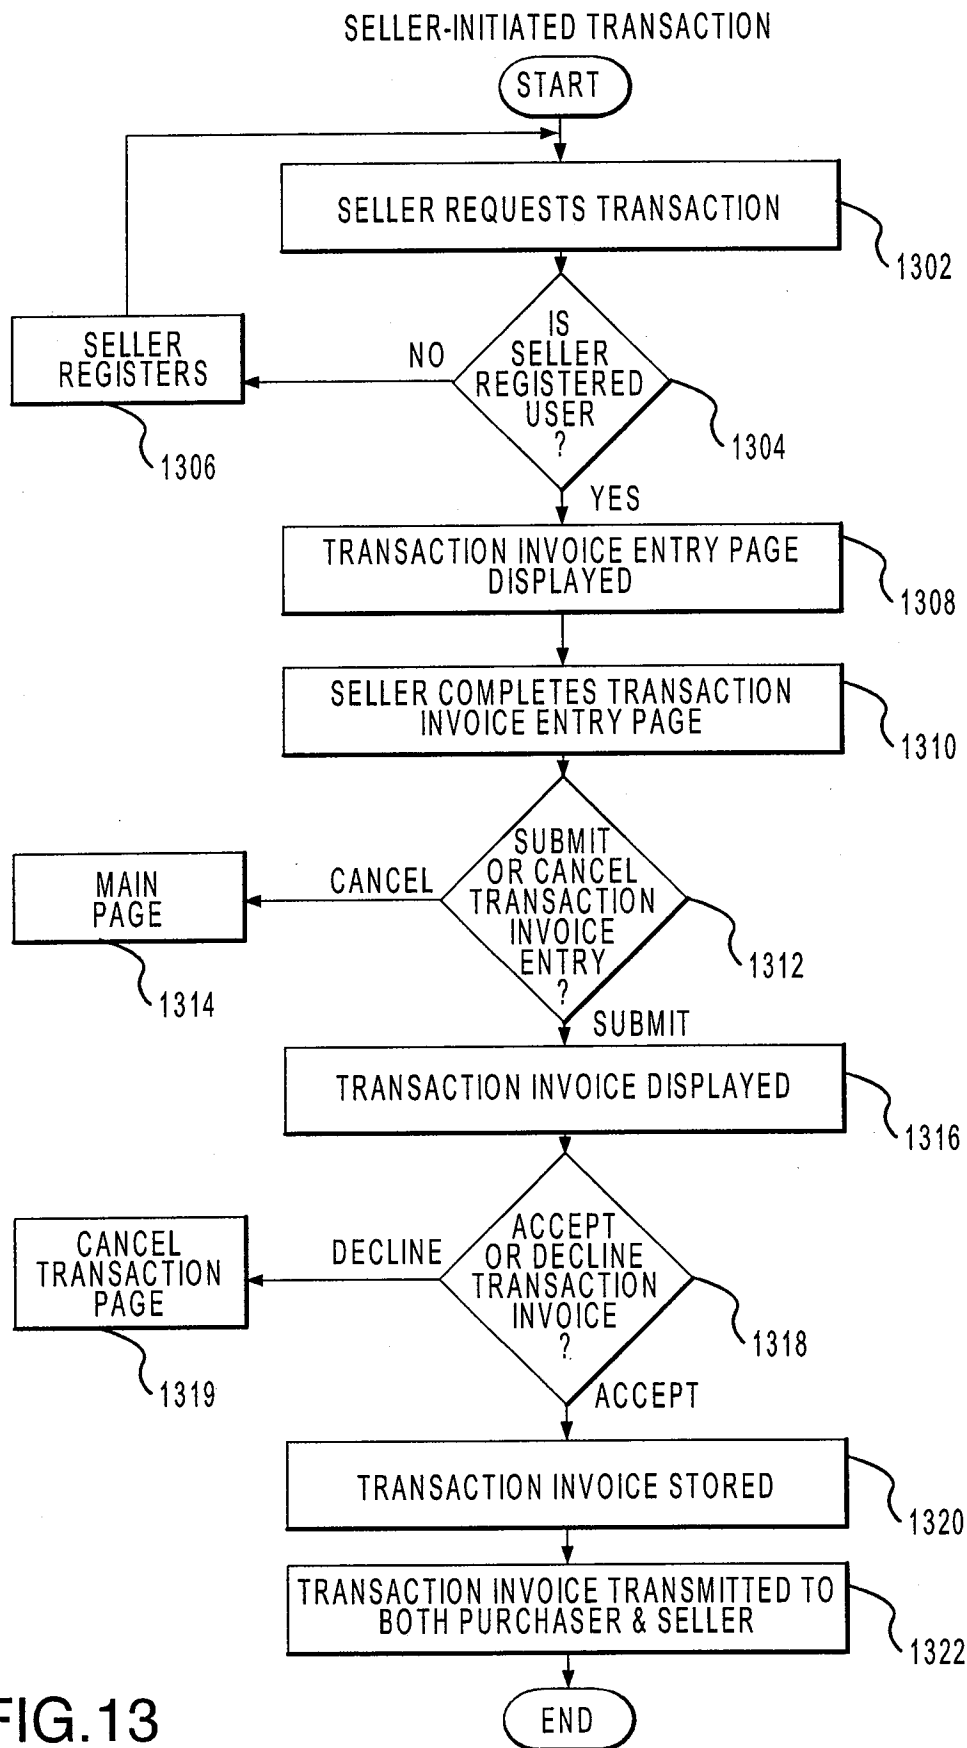 SELLER-INITIATED TRANSACTION
START
SELLER REQUESTS TRANSACTION
1302
IS
SELLER
REGISTERED
USER
?
1304
NO
SELLER
REGISTERS
1306
YES
TRANSACTION INVOICE ENTRY PAGE
DISPLAYED
1308
SELLER COMPLETES TRANSACTION
INVOICE ENTRY PAGE
1310
SUBMIT
OR CANCEL
TRANSACTION
INVOICE
ENTRY
?
1312
CANCEL
MAIN
PAGE
1314
SUBMIT
TRANSACTION INVOICE DISPLAYED
1316
ACCEPT
OR DECLINE
TRANSACTION
INVOICE
?
1318
DECLINE
CANCEL
TRANSACTION
PAGE
1319
ACCEPT
TRANSACTION INVOICE STORED
1320
TRANSACTION INVOICE TRANSMITTED TO
BOTH PURCHASER & SELLER
1322
END
FIG.13